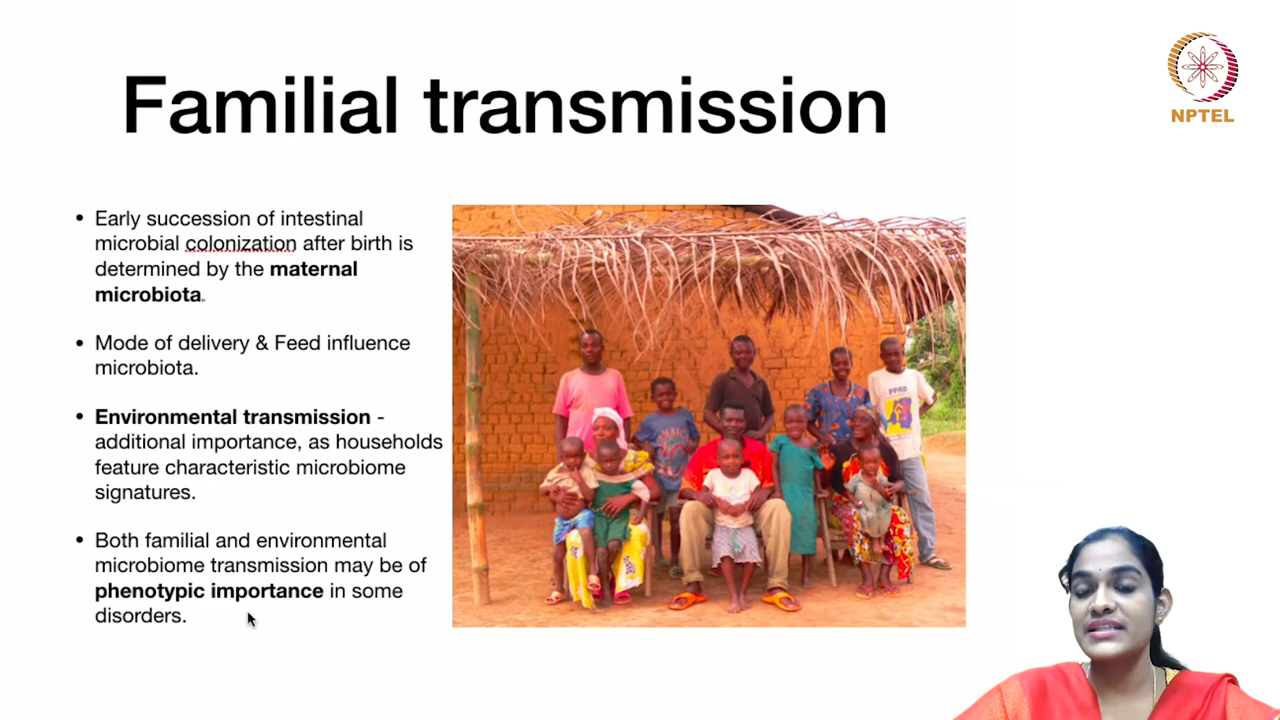 Familial transmission
NPTEL
• Early succession of intestinal
microbial colonization after birth is
determined by the maternal
microbiota.
• Mode of delivery & Feed influence
microbiota.
• Environmental transmission -
additional importance, as households
feature characteristic microbiome
signatures.
• Both familial and environmental
microbiome transmission may be of
phenotypic importance in some
disorders.
JAMAICA
PPRD